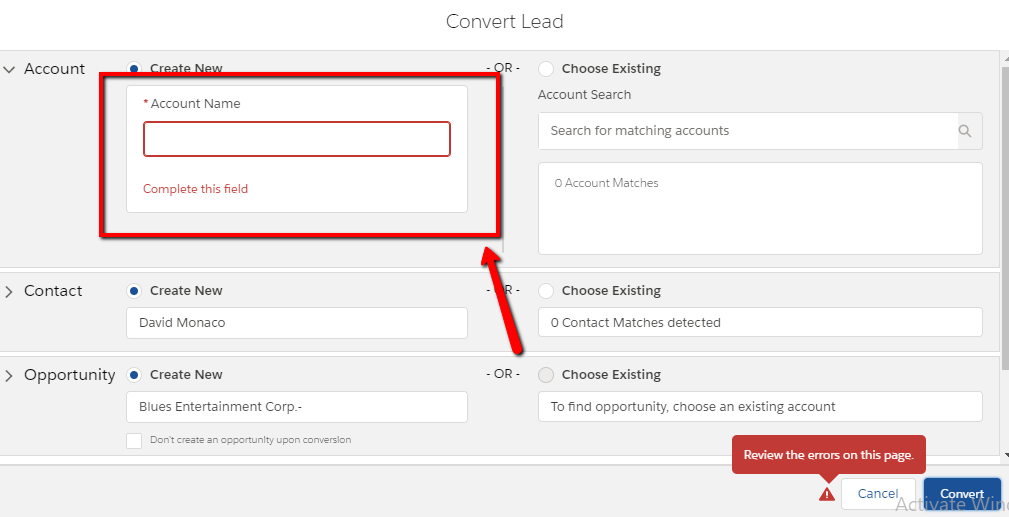 Convert Lead
Account
Create New
- OR -
Choose Existing
* Account Name
Account Search
Search for matching accounts
Complete this field
0 Account Matches
Contact
Create New
- OR -
Choose Existing
David Monaco
0 Contact Matches detected
Opportunity
Create New
- OR -
Choose Existing
Blues Entertainment Corp.-
To find opportunity, choose an existing account
Don't create an opportunity upon conversion
Review the errors on this page.
Cancel
Convert
Activate Win